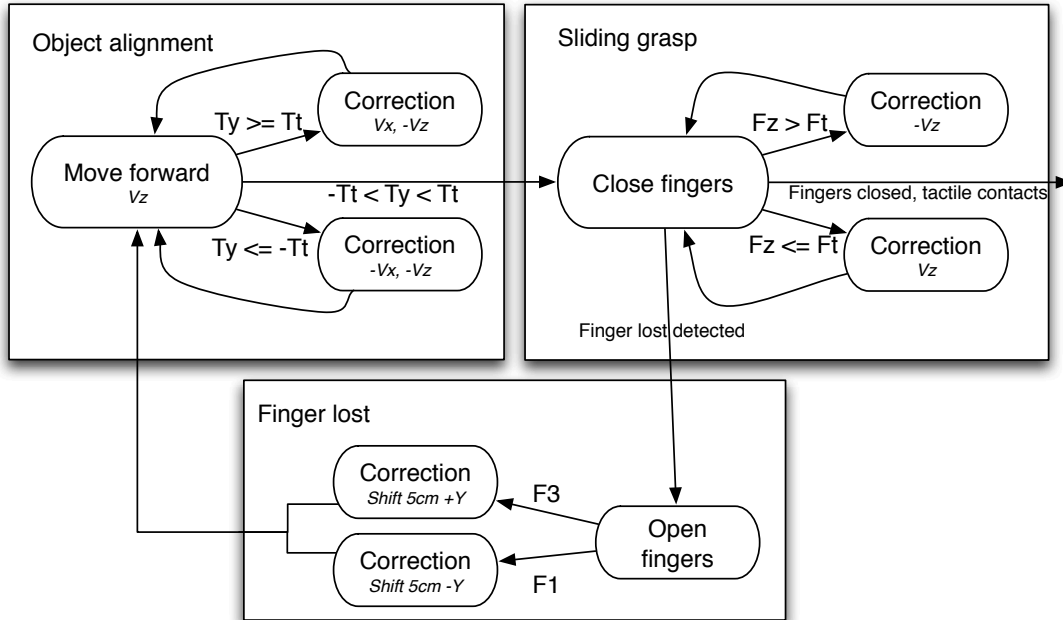 Object alignment
Correction
Vx, -Vz
Ty >= Tt
Move forward
Vz
-Tt < Ty < Tt
Ty <= -Tt
Correction
-Vx, -Vz
Sliding grasp
Correction
-Vz
Fz > Ft
Close fingers
Fingers closed, tactile contacts
Fz <= Ft
Correction
Vz
Finger lost detected
Finger lost
Correction
Shift 5cm +Y
F3
Open
fingers
Correction
Shift 5cm -Y
F1